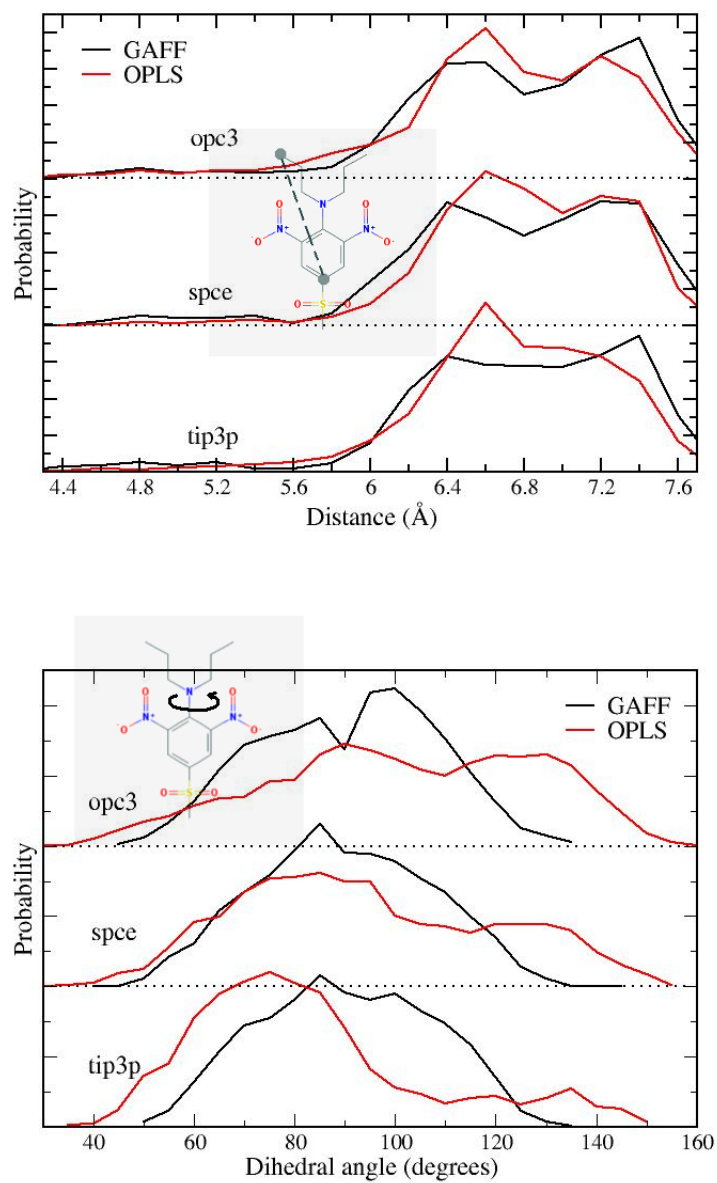 GAFF
OPLS
opc3
N
O O
N⁺ N⁺
⁻O O⁻
spce
O=S=O
tip3p
Probability
4.4 4.8 5.2 5.6 6 6.4 6.8 7.2 7.6
Distance (Å)
GAFF
OPLS
N
O O
N⁺ N⁺
⁻O O⁻
opc3
O=S=O
spce
tip3p
Probability
40 60 80 100 120 140 160
Dihedral angle (degrees)